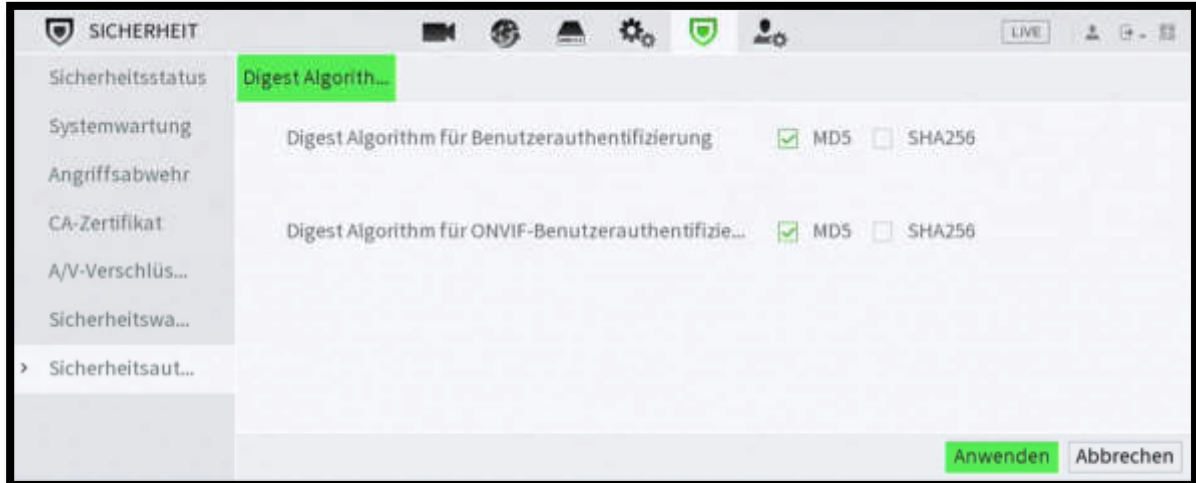 SICHERHEIT
LIVE
Sicherheitsstatus
Systemwartung
Angriffsabwehr
CA-Zertifikat
A/V-Verschlüs...
Sicherheitswa...
Sicherheitsaut...
Digest Algorith...
Digest Algorithm für Benutzerauthentifizierung MD5 SHA256
Digest Algorithm für ONVIF-Benutzerauthentifizie... MD5 SHA256
Anwenden Abbrechen